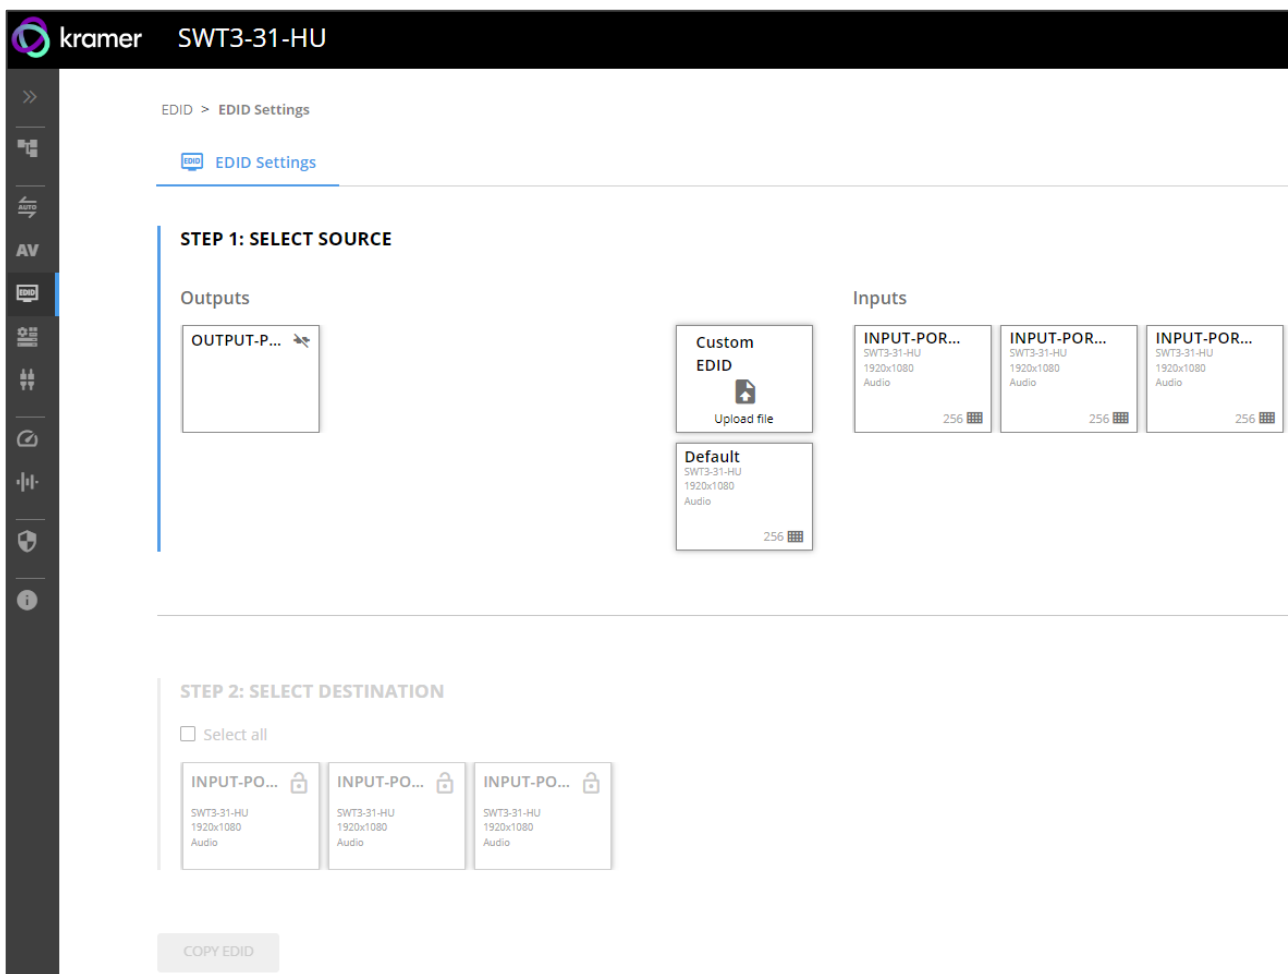 kramer SWT3-31-HU
EDID > EDID Settings
EDID EDID Settings
AUTO
AV
EDID
STEP 1: SELECT SOURCE
Outputs
Inputs
OUTPUT-P...
Custom
EDID
Upload file
INPUT-POR...
SWT3-31-HU
1920x1080
Audio
256
INPUT-POR...
SWT3-31-HU
1920x1080
Audio
256
INPUT-POR...
SWT3-31-HU
1920x1080
Audio
256
Default
SWT3-31-HU
1920x1080
Audio
256
STEP 2: SELECT DESTINATION
Select all
INPUT-PO...
SWT3-31-HU
1920x1080
Audio
INPUT-PO...
SWT3-31-HU
1920x1080
Audio
INPUT-PO...
SWT3-31-HU
1920x1080
Audio
COPY EDID